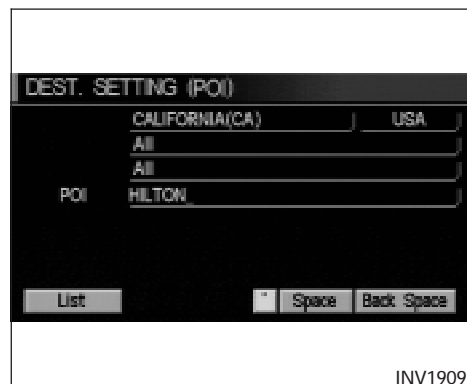 DEST. SETTING (POI)
CALIFORNIA(CA) USA
All
All
POI HILTON_
List " Space Back Space
INV1909